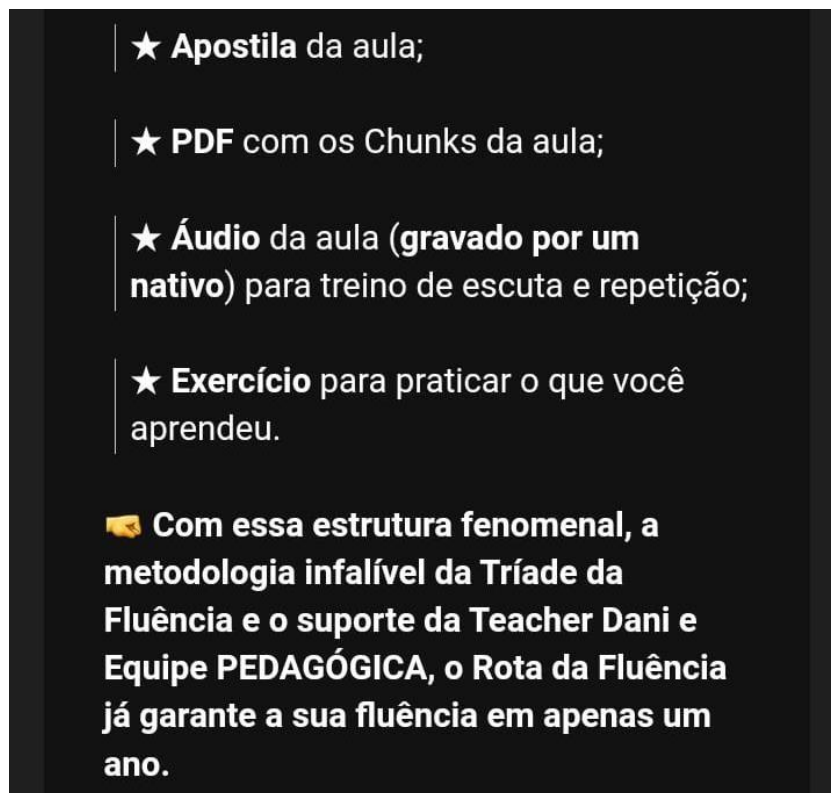 ★ Apostila da aula;
★ PDF com os Chunks da aula;
★ Áudio da aula (gravado por um
nativo) para treino de escuta e repetição;
★ Exercício para praticar o que você
aprendeu.
🤜 Com essa estrutura fenomenal, a
metodologia infalível da Tríade da
Fluência e o suporte da Teacher Dani e
Equipe PEDAGÓGICA, o Rota da Fluência
já garante a sua fluência em apenas um
ano.